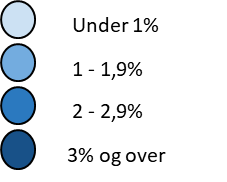 Under 1%
1 - 1,9%
2 - 2,9%
3% og over